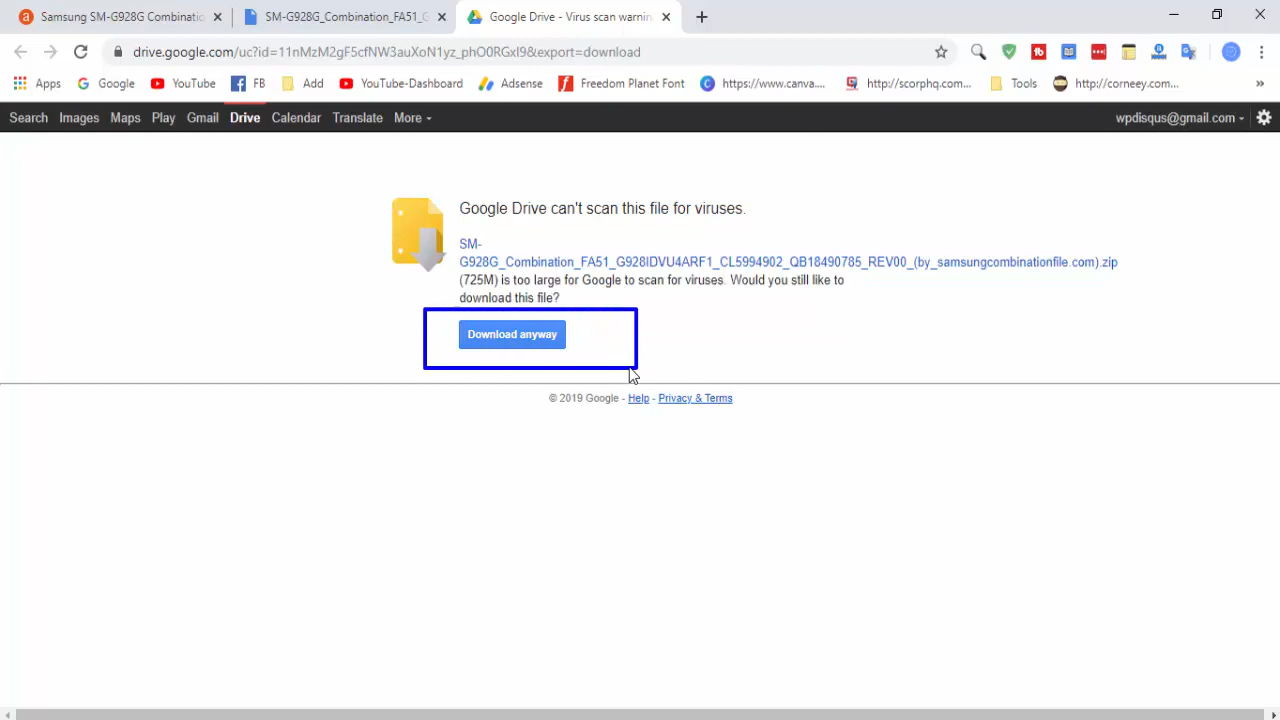 Samsung SM-G928G Combinatio
SM-G928G_Combination_FA51_G
Google Drive - Virus scan warnin
drive.google.com/uc?id=11nMzM2gF5cfNW3auXoN1yz_phO0RGxI9&export=download
Apps Google YouTube FB Add YouTube-Dashboard Adsense Freedom Planet Font https://www.canva.... http://scorphq.com... Tools http://corneey.com... »
Search Images Maps Play Gmail Drive Calendar Translate More wpdisqus@gmail.com
Google Drive can't scan this file for viruses.
SM-
G928G_Combination_FA51_G928IDVU4ARF1_CL5994902_QB18490785_REV00_(by_samsungcombinationfile.com).zip
(725M) is too large for Google to scan for viruses. Would you still like to
download this file?
Download anyway
© 2019 Google - Help - Privacy & Terms